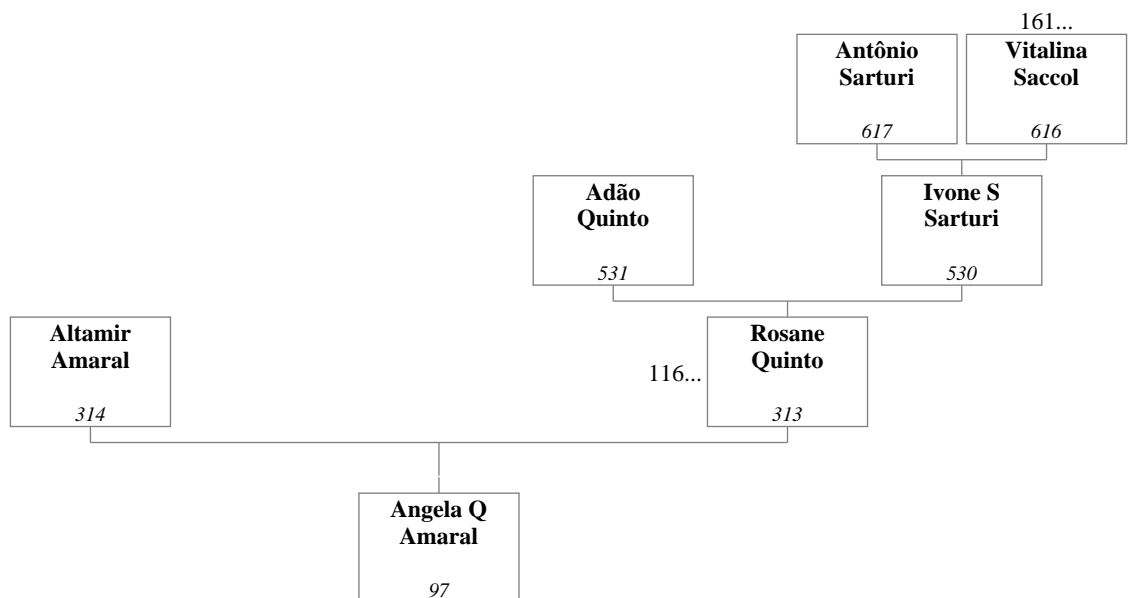 161...
Antônio
Sarturi
617
Vitalina
Saccol
616
Adão
Quinto
531
Ivone S
Sarturi
530
Altamir
Amaral
314
116...
Rosane
Quinto
313
Angela Q
Amaral
97